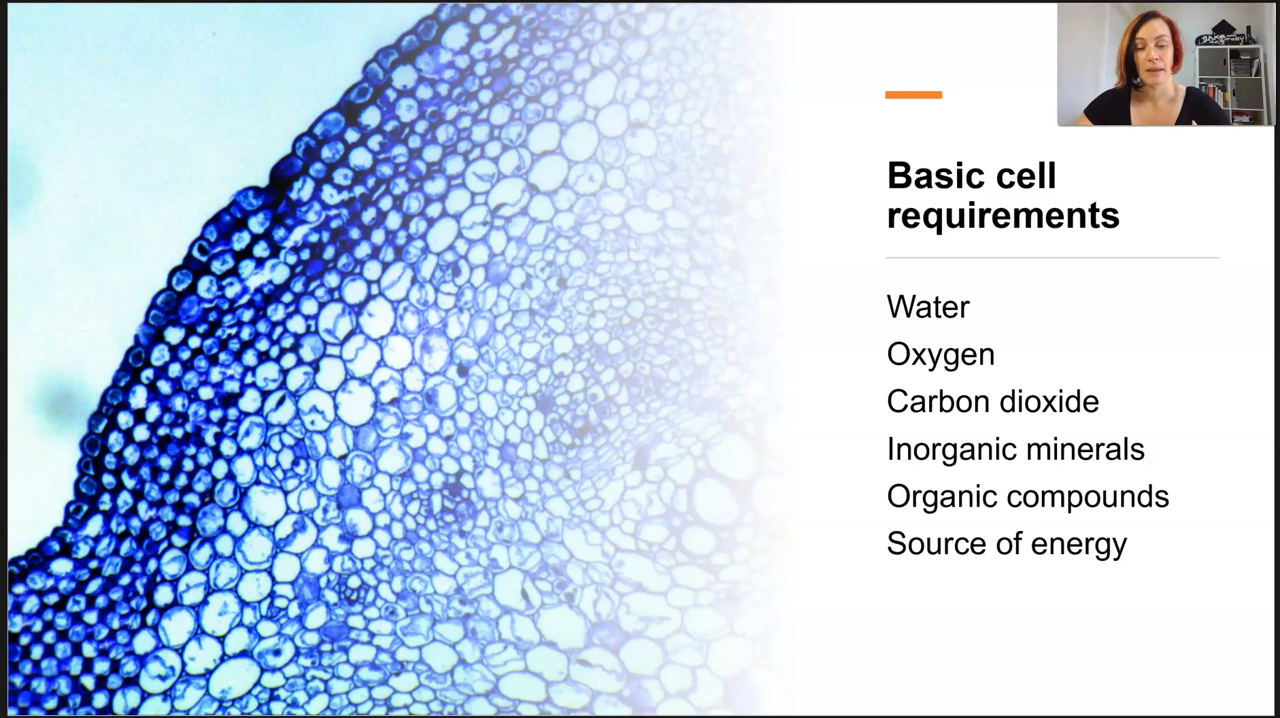 Basic cell
requirements
Water
Oxygen
Carbon dioxide
Inorganic minerals
Organic compounds
Source of energy